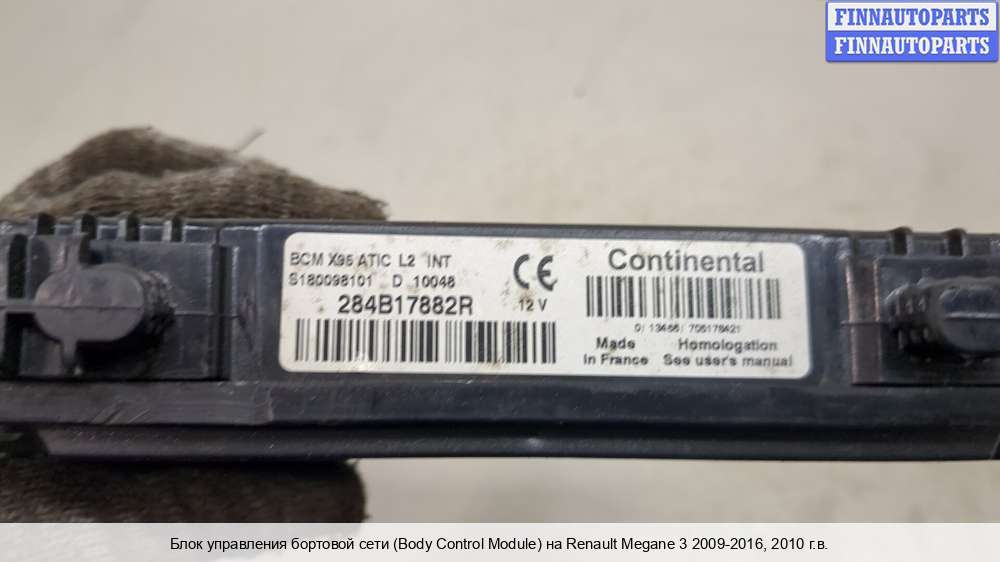 FINNAUTOPARTS
FINNAUTOPARTS
BCM X95 ATIC L2 INT
S180098101 D 10048
284B17882R
12 V
Continental
Made
in France
Homologation
See user's manual
Блок управления бортовой сети (Body Control Module) на Renault Megane 3 2009-2016, 2010 г.в.